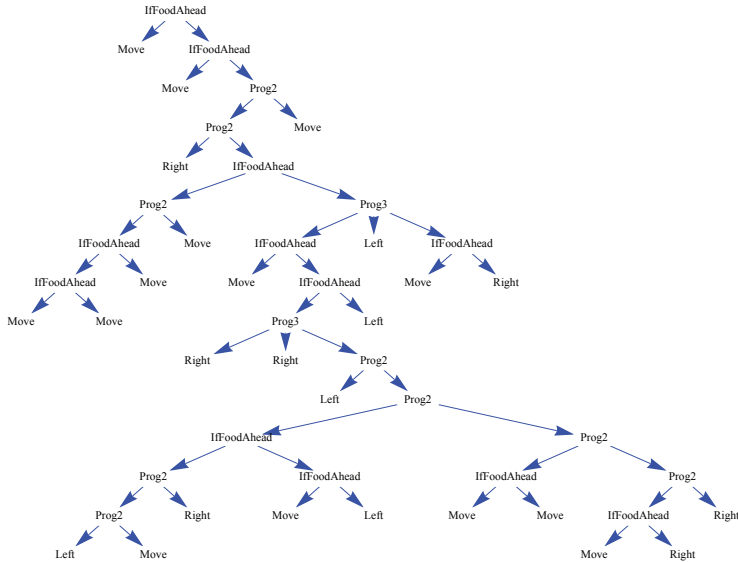 IfFoodAhead
Move IfFoodAhead
Move Prog2
Prog2 Move
Right IfFoodAhead
Prog2 Prog3
IfFoodAhead Move IfFoodAhead Left IfFoodAhead
IfFoodAhead Move Move IfFoodAhead Move Right
Move Move Prog3 Left
Right Right Prog2
Left Prog2
IfFoodAhead Prog2
Prog2 IfFoodAhead IfFoodAhead Prog2
Prog2 Right Move Left Move Move IfFoodAhead Right
Left Move Move Right